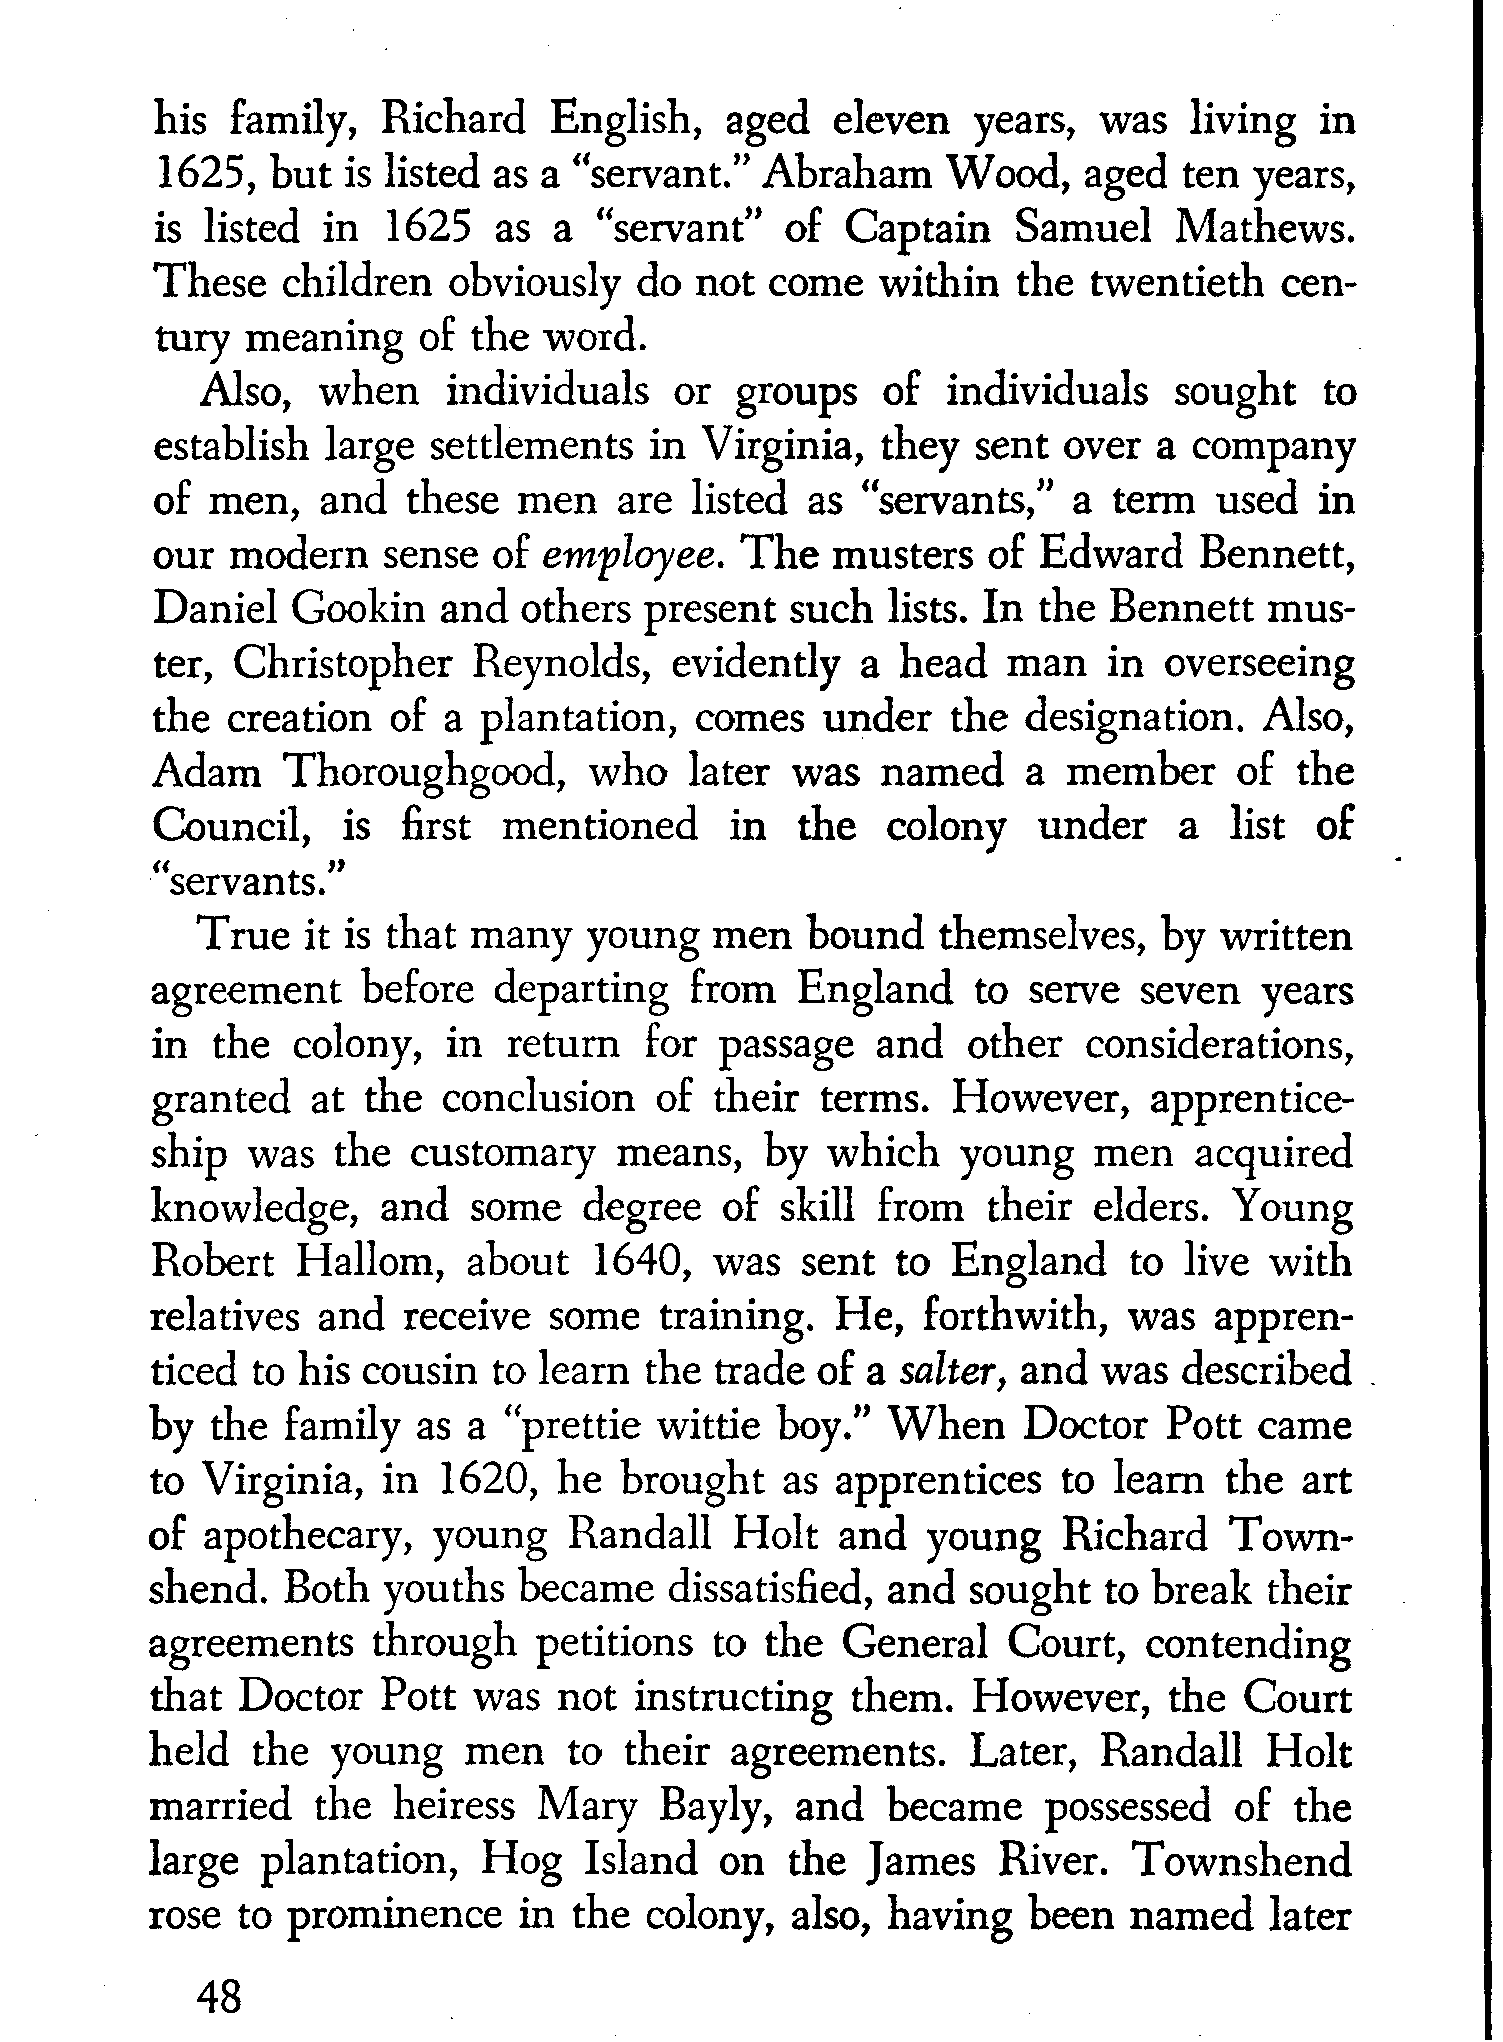 his family, Richard English, aged eleven years, was living in
1625, but is listed as a “servant.” Abraham Wood, aged ten years,
is listed in 1625 as a “servant” of Captain Samuel Mathews.
These children obviously do not come within the twentieth cen-
tury meaning of the word.
Also, when individuals or groups of individuals sought to
establish large settlements in Virginia, they sent over a company
of men, and these men are listed as “servants,” a term used in
our modern sense of employee. The musters of Edward Bennett,
Daniel Gookin and others present such lists. In the Bennett mus-
ter, Christopher Reynolds, evidently a head man in overseeing
the creation of a plantation, comes under the designation. Also,
Adam Thoroughgood, who later was named a member of the
Council, is first mentioned in the colony under a list of
“servants.”
True it is that many young men bound themselves, by written
agreement before departing from England to serve seven years
in the colony, in return for passage and other considerations,
granted at the conclusion of their terms. However, apprentice-
ship was the customary means, by which young men acquired
knowledge, and some degree of skill from their elders. Young
Robert Hallom, about 1640, was sent to England to live with
relatives and receive some training. He, forthwith, was appren-
ticed to his cousin to learn the trade of a salter, and was described
by the family as a “prettie wittie boy.” When Doctor Pott came
to Virginia, in 1620, he brought as apprentices to learn the art
of apothecary, young Randall Holt and young Richard Town-
shend. Both youths became dissatisfied, and sought to break their
agreements through petitions to the General Court, contending
that Doctor Pott was not instructing them. However, the Court
held the young men to their agreements. Later, Randall Holt
married the heiress Mary Bayly, and became possessed of the
large plantation, Hog Island on the James River. Townshend
rose to prominence in the colony, also, having been named later
48